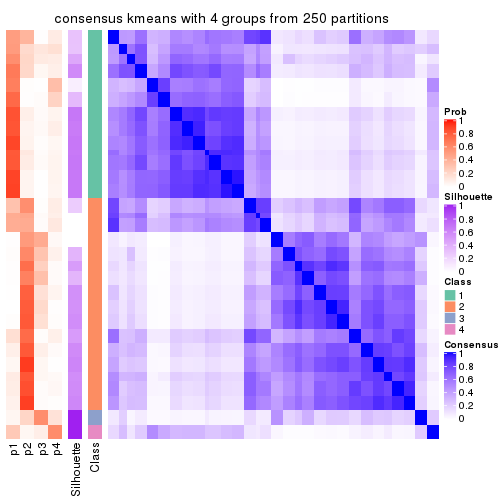 consensus kmeans with 4 groups from 250 partitions
Prob
1
0.8
0.6
0.4
0.2
0
Silhouette
1
0.8
0.6
0.4
0.2
0
Class
1
2
3
4
Consensus
1
0.8
0.6
0.4
0.2
0
p1
p2
p3
p4
Silhouette
Class